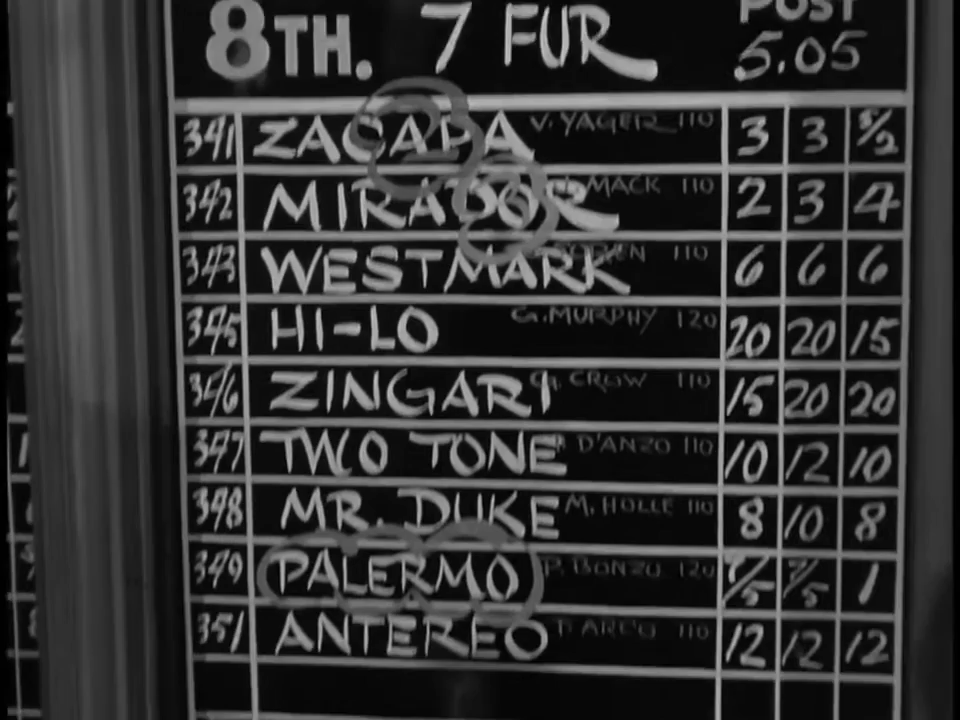 8TH. 7 FUR POST
5.05
341 ZACAPA V. YAGER 110 3 3 5/2
342 MIRADOR MACK 110 2 3 4
343 WESTMARK 110 6 6 6
345 HI-LO G. MURPHY 120 20 20 15
346 ZINGARI G. CROW 110 15 20 20
347 TWO TONE D'ANZO 110 10 12 10
348 MR. DUKE M. HOLLE 110 8 10 8
349 PALERMO P. BONZO 120 7/5 7/5 1
351 ANTEREO ARCO 110 12 12 12